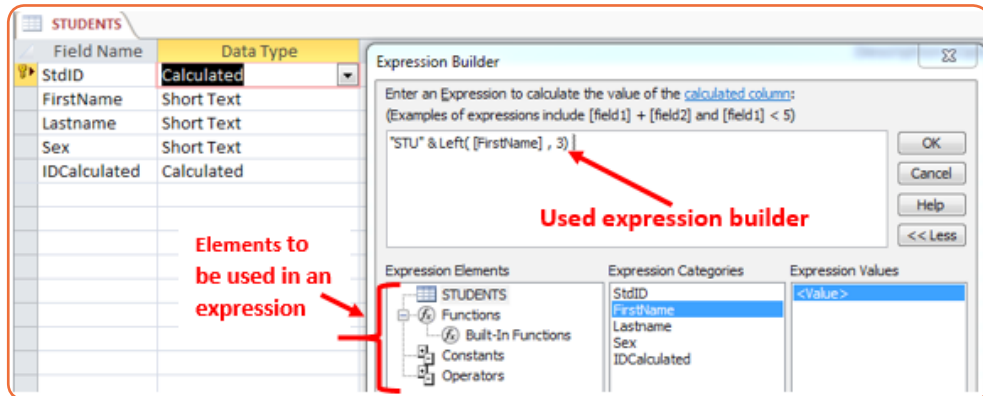 STUDENTS
Field Name Data Type
StdID Calculated
FirstName Short Text
Lastname Short Text
Sex Short Text
IDCalculated Calculated
Expression Builder
Enter an Expression to calculate the value of the calculated column:
(Examples of expressions include [field1] + [field2] and [field1] < 5)
"STU" & Left( [FirstName] , 3)
OK
Cancel
Help
<< Less
Used expression builder
Elements to
be used in an
expression
Expression Elements
STUDENTS
Functions
Built-In Functions
Constants
Operators
Expression Categories
StdID
FirstName
Lastname
Sex
IDCalculated
Expression Values
<Value>